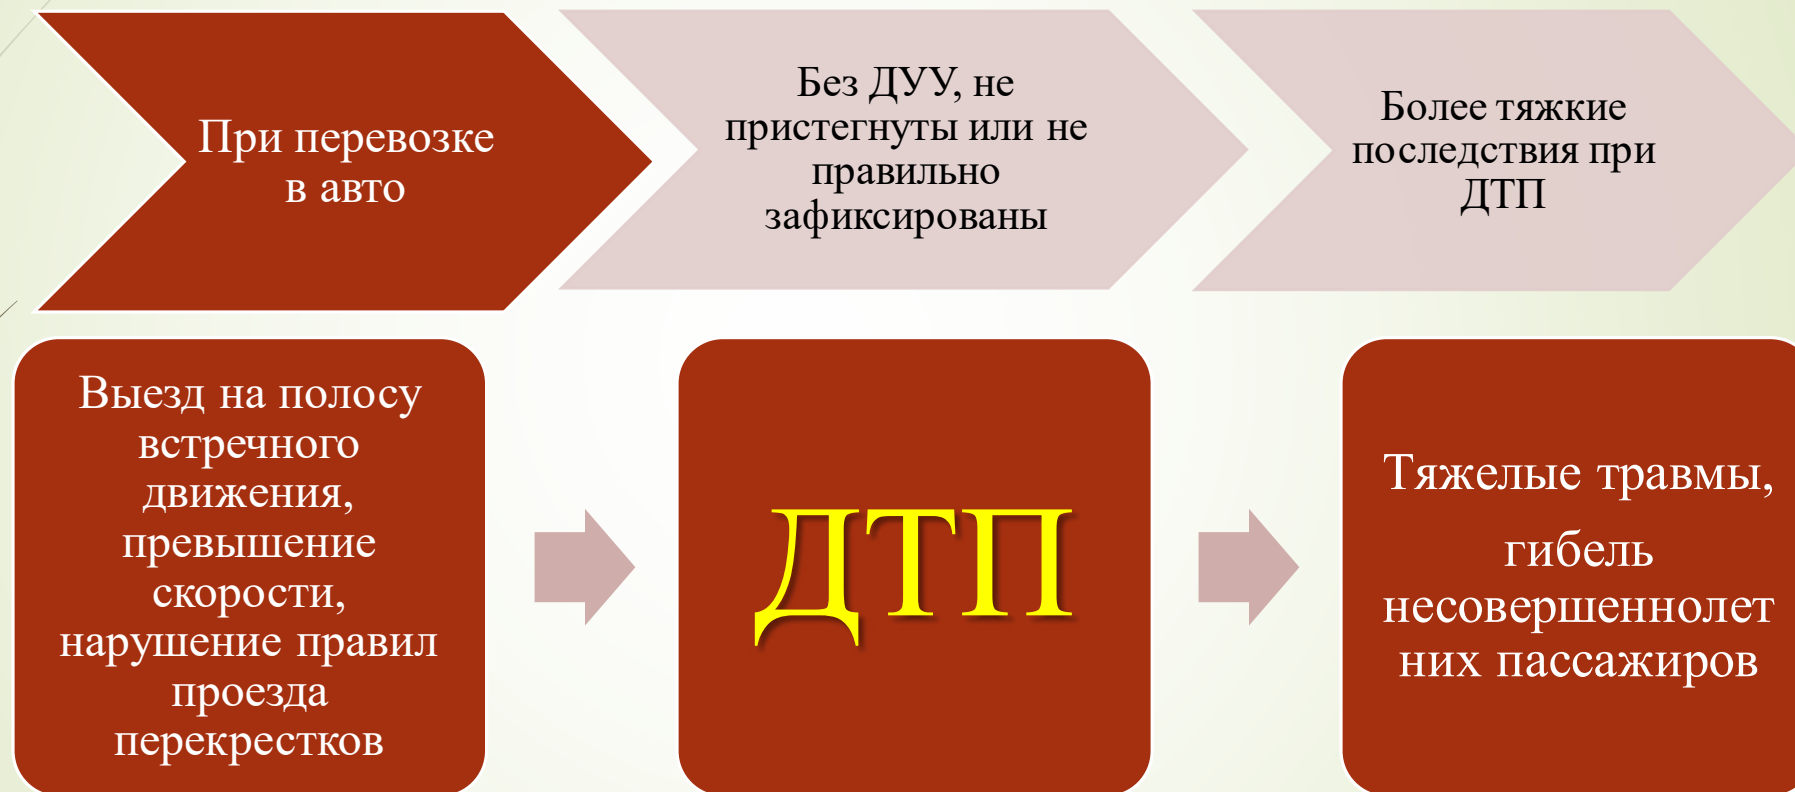 При перевозке
в авто
Без ДУУ, не
пристегнуты или не
правильно
зафиксированы
Более тяжкие
последствия при
ДТП
Выезд на полосу
встречного
движения,
превышение
скорости,
нарушение правил
проезда
перекрестков
ДТП
Тяжелые травмы,
гибель
несовершеннолет
них пассажиров